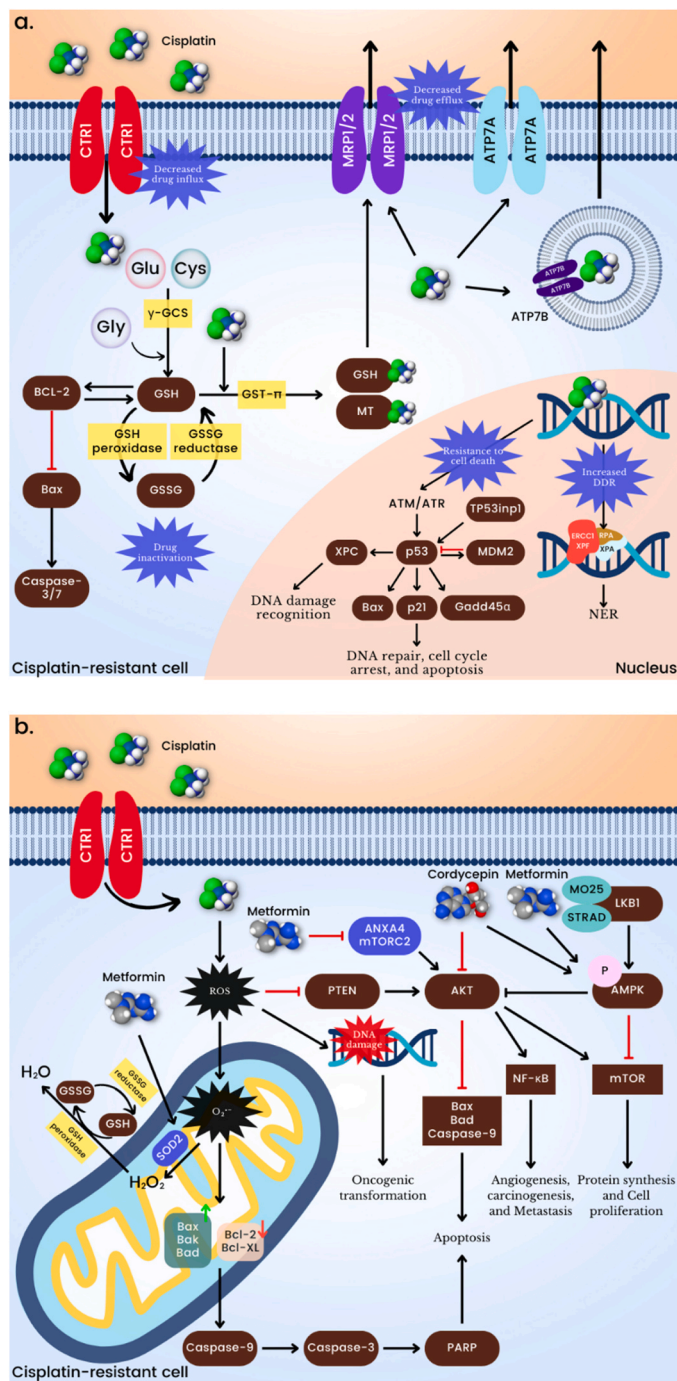 a.
Cisplatin
CTR1
CTR1
Decreased
drug influx
MRP1/2
MRP1/2
Decreased
drug efflux
ATP7A
ATP7A
ATP7B
ATP7B
ATP7B
Glu
Cys
Gly
γ-GCS
BCL-2
GSH
GST-π
GSH
MT
GSH
peroxidase
GSSG
reductase
Bax
GSSG
Drug
inactivation
Caspase-
3/7
Resistance to
cell death
Increased
DDR
ATM/ATR
TP53inp1
XPC
p53
MDM2
ERCC1
XPF
RPA
XPA
DNA damage
recognition
Bax
p21
Gadd45α
NER
DNA repair, cell cycle
arrest, and apoptosis
Cisplatin-resistant cell
Nucleus
b.
Cisplatin
CTR1
CTR1
Cordycepin
Metformin
MO25
STRAD
LKB1
Metformin
ANXA4
mTORC2
P
Metformin
ROS
PTEN
AKT
AMPK
DNA
damage
H₂O
GSSG
GSSG
reductase
GSH
GSH
peroxidase
O₂•−
SOD2
H₂O₂
NF-κB
mTOR
Bax
Bad
Caspase-9
Oncogenic
transformation
Angiogenesis,
carcinogenesis,
and Metastasis
Protein synthesis
and Cell
proliferation
Bax
Bak
Bad
Bcl-2
Bcl-XL
Apoptosis
Caspase-9
Caspase-3
PARP
Cisplatin-resistant cell